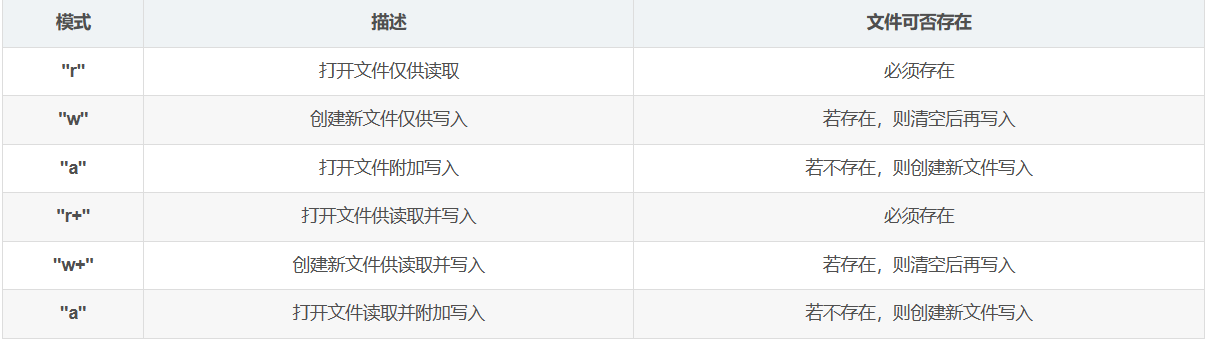 模式 描述 文件可否存在
"r" 打开文件仅供读取 必须存在
"w" 创建新文件仅供写入 若存在，则清空后再写入
"a" 打开文件附加写入 若不存在，则创建新文件写入
"r+" 打开文件供读取并写入 必须存在
"w+" 创建新文件供读取并写入 若存在，则清空后再写入
"a" 打开文件读取并附加写入 若不存在，则创建新文件写入